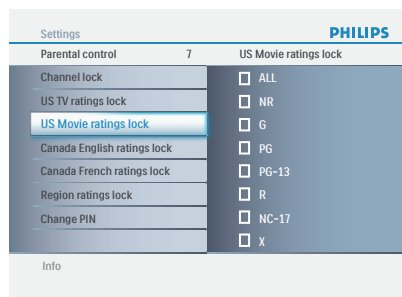 Settings
PHILIPS
Parental control 7
US Movie ratings lock
Channel lock
US TV ratings lock
US Movie ratings lock
Canada English ratings lock
Canada French ratings lock
Region ratings lock
Change PIN
ALL
NR
G
PG
PG-13
R
NC-17
X
Info